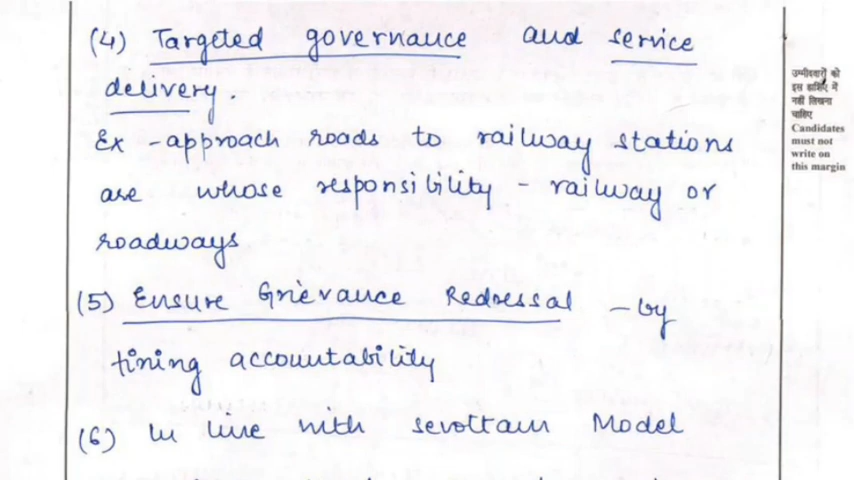 (4) Targeted governance and service
delivery.
Ex - approach roads to railway stations
are whose responsibility - railway or
roadways
(5) Ensure Grievance Redressal - by
fixing accountability
(6) In line with sevottam Model
उम्मीदवारों को
इस हाशिए में
नहीं लिखना
चाहिए
Candidates
must not
write on
this margin